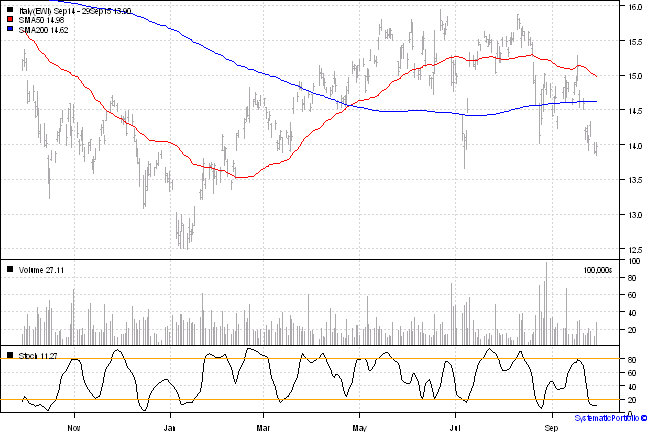 Italy(EWI) Sep14 - 29Sep15 13.90
SMA50 14.98
SMA200 14.62
16.0
15.5
15.0
14.5
14.0
13.5
13.0
12.5
Volume 27.11
100,000s
100
80
60
40
20
Stoch 11.27
80
60
40
20
0
Nov Jan Mar May Jul Sep
SystematicPortfolio ©